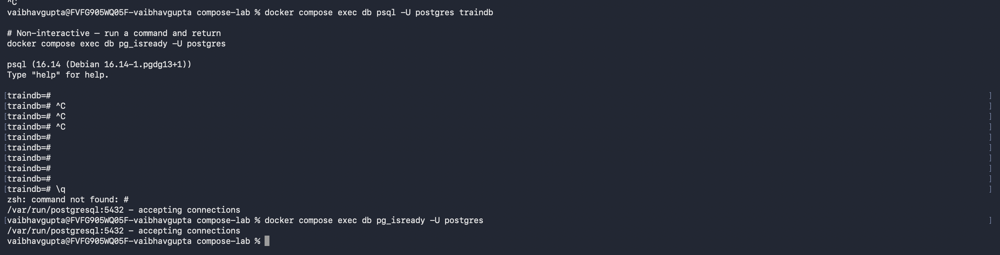 ^C
vaibhavgupta@FVFG905WQ05F-vaibhavgupta compose-lab % docker compose exec db psql -U postgres traindb
# Non-interactive — run a command and return
docker compose exec db pg_isready -U postgres
psql (16.14 (Debian 16.14-1.pgdg13+1))
Type "help" for help.
[traindb=# ]
[traindb=# ^C ]
[traindb=# ^C ]
[traindb=# ^C ]
[traindb=# ]
[traindb=# ]
[traindb=# ]
[traindb=# ]
[traindb=# ]
[traindb=# \q ]
zsh: command not found: #
/var/run/postgresql:5432 - accepting connections
[vaibhavgupta@FVFG905WQ05F-vaibhavgupta compose-lab % docker compose exec db pg_isready -U postgres ]
/var/run/postgresql:5432 - accepting connections
vaibhavgupta@FVFG905WQ05F-vaibhavgupta compose-lab %